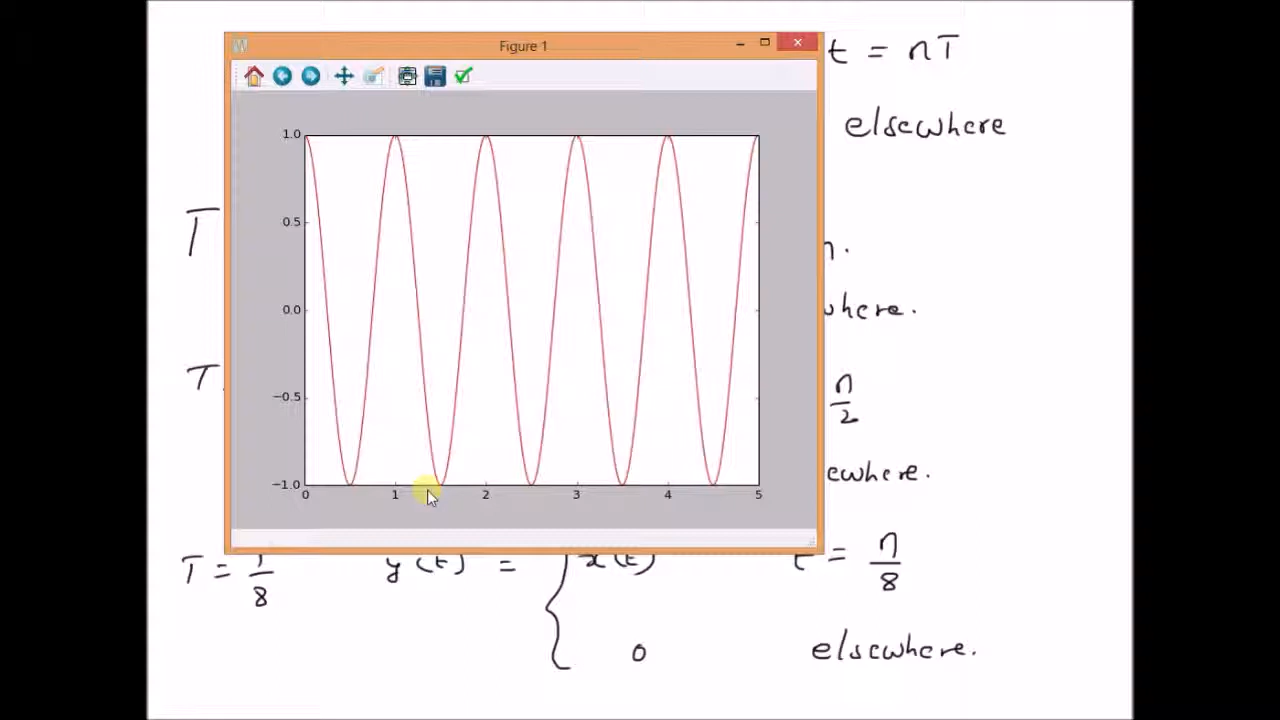 Figure 1
t = nT
elsewhere
1.0
0.5
0.0
−0.5
−1.0
0 1 2 3 4 5
T
n.
where.
T
n/2
ewhere.
T = 1/8 y(t) = { x(t) t = n/8
0 elsewhere.